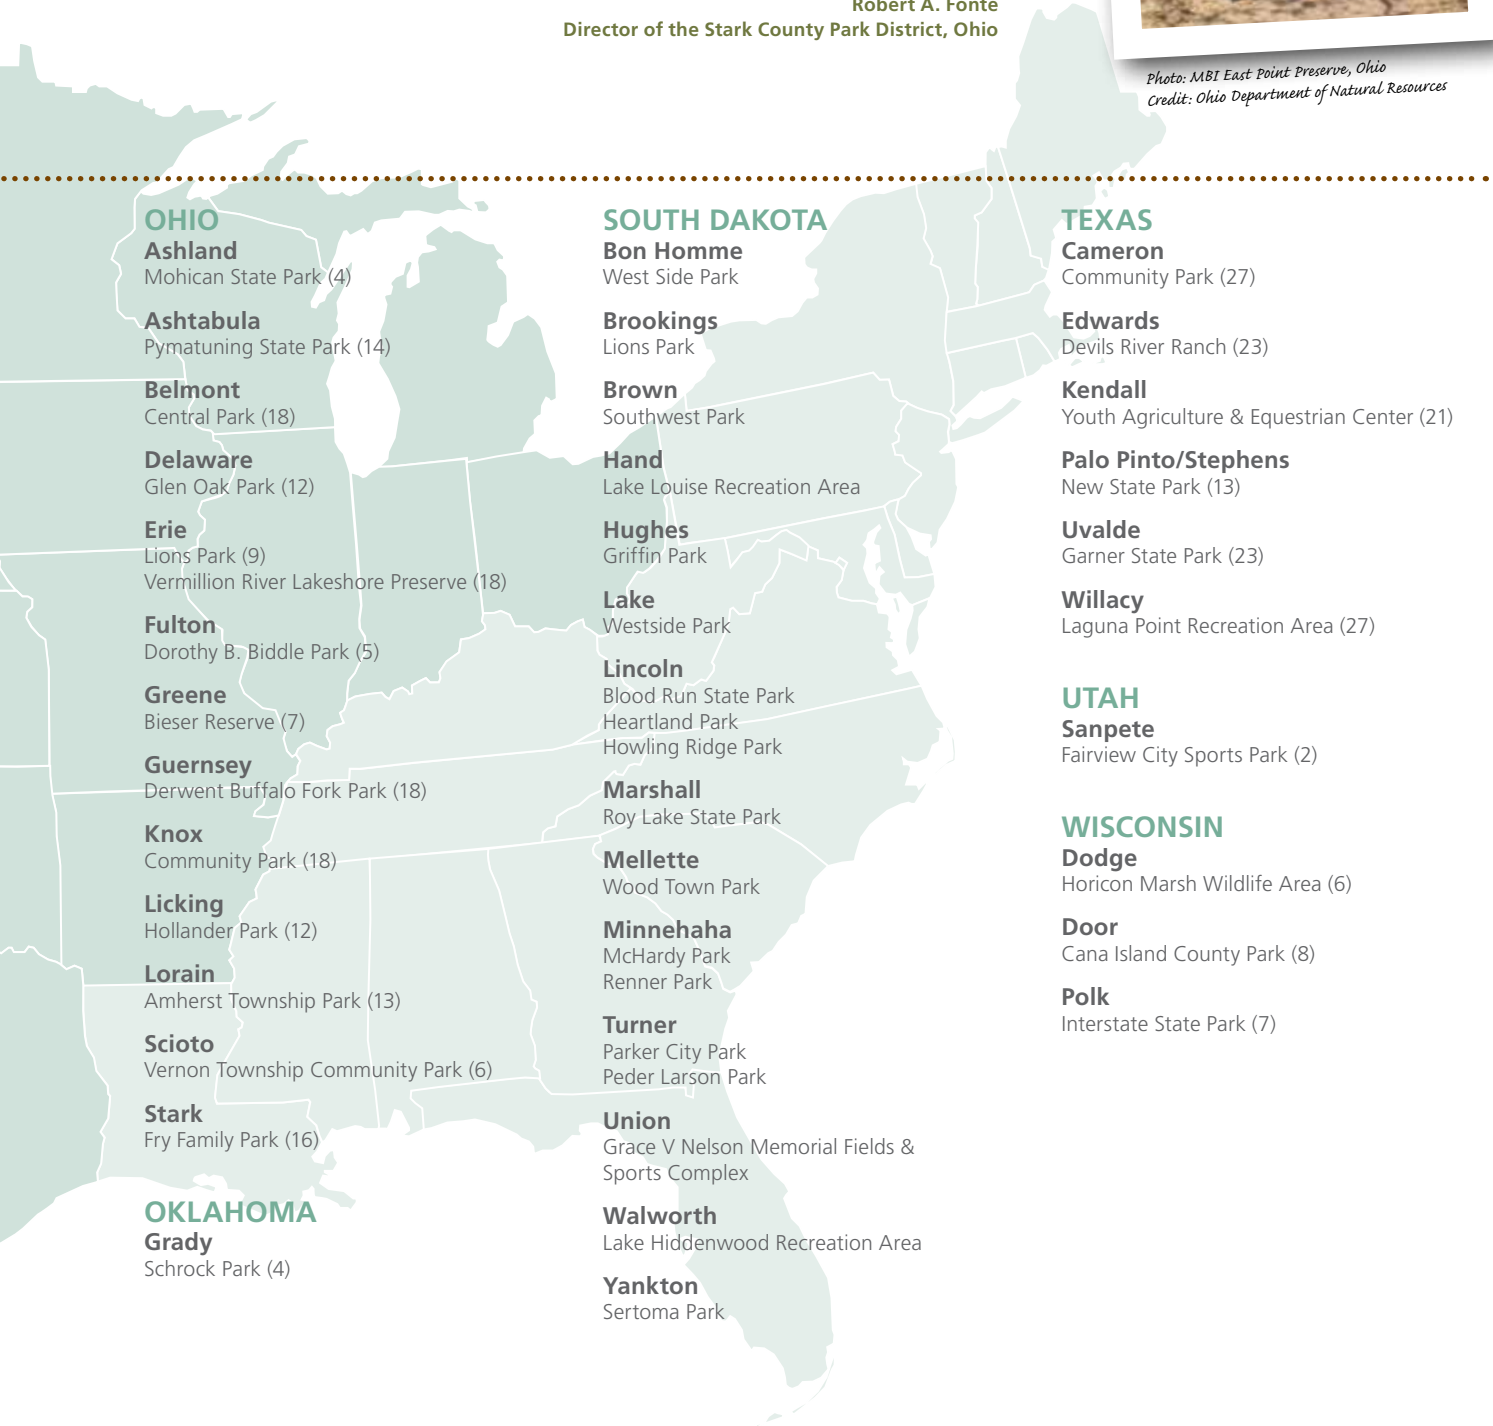 Robert A. Fonte
Director of the Stark County Park District, Ohio
Photo: MBI East Point Preserve, Ohio
Credit: Ohio Department of Natural Resources
OHIO
Ashland
Mohican State Park (4)
Ashtabula
Pymatuning State Park (14)
Belmont
Central Park (18)
Delaware
Glen Oak Park (12)
Erie
Lions Park (9)
Vermillion River Lakeshore Preserve (18)
Fulton
Dorothy B. Biddle Park (5)
Greene
Bieser Reserve (7)
Guernsey
Derwent Buffalo Fork Park (18)
Knox
Community Park (18)
Licking
Hollander Park (12)
Lorain
Amherst Township Park (13)
Scioto
Vernon Township Community Park (6)
Stark
Fry Family Park (16)
OKLAHOMA
Grady
Schrock Park (4)
SOUTH DAKOTA
Bon Homme
West Side Park
Brookings
Lions Park
Brown
Southwest Park
Hand
Lake Louise Recreation Area
Hughes
Griffin Park
Lake
Westside Park
Lincoln
Blood Run State Park
Heartland Park
Howling Ridge Park
Marshall
Roy Lake State Park
Mellette
Wood Town Park
Minnehaha
McHardy Park
Renner Park
Turner
Parker City Park
Peder Larson Park
Union
Grace V Nelson Memorial Fields &
Sports Complex
Walworth
Lake Hiddenwood Recreation Area
Yankton
Sertoma Park
TEXAS
Cameron
Community Park (27)
Edwards
Devils River Ranch (23)
Kendall
Youth Agriculture & Equestrian Center (21)
Palo Pinto/Stephens
New State Park (13)
Uvalde
Garner State Park (23)
Willacy
Laguna Point Recreation Area (27)
UTAH
Sanpete
Fairview City Sports Park (2)
WISCONSIN
Dodge
Horicon Marsh Wildlife Area (6)
Door
Cana Island County Park (8)
Polk
Interstate State Park (7)